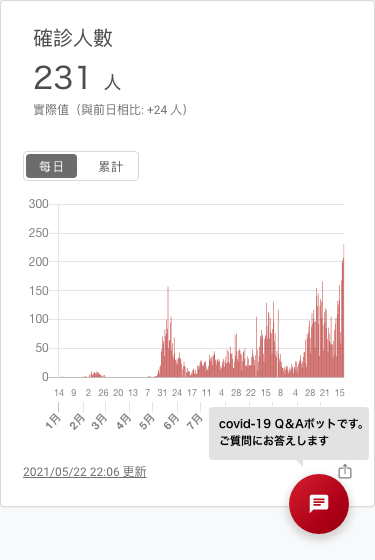 確診人數
231 人
實際值（與前日相比: +24 人）
每日 累計
300
250
200
150
100
50
0
14 9 2 26 20 13 7 31 24 17 11 4 28 22 15 8 4 28 21 15
1月 2月 3月 4月 5月 6月 7月
covid-19 Q&Aボットです。
ご質問にお答えします
2021/05/22 22:06 更新